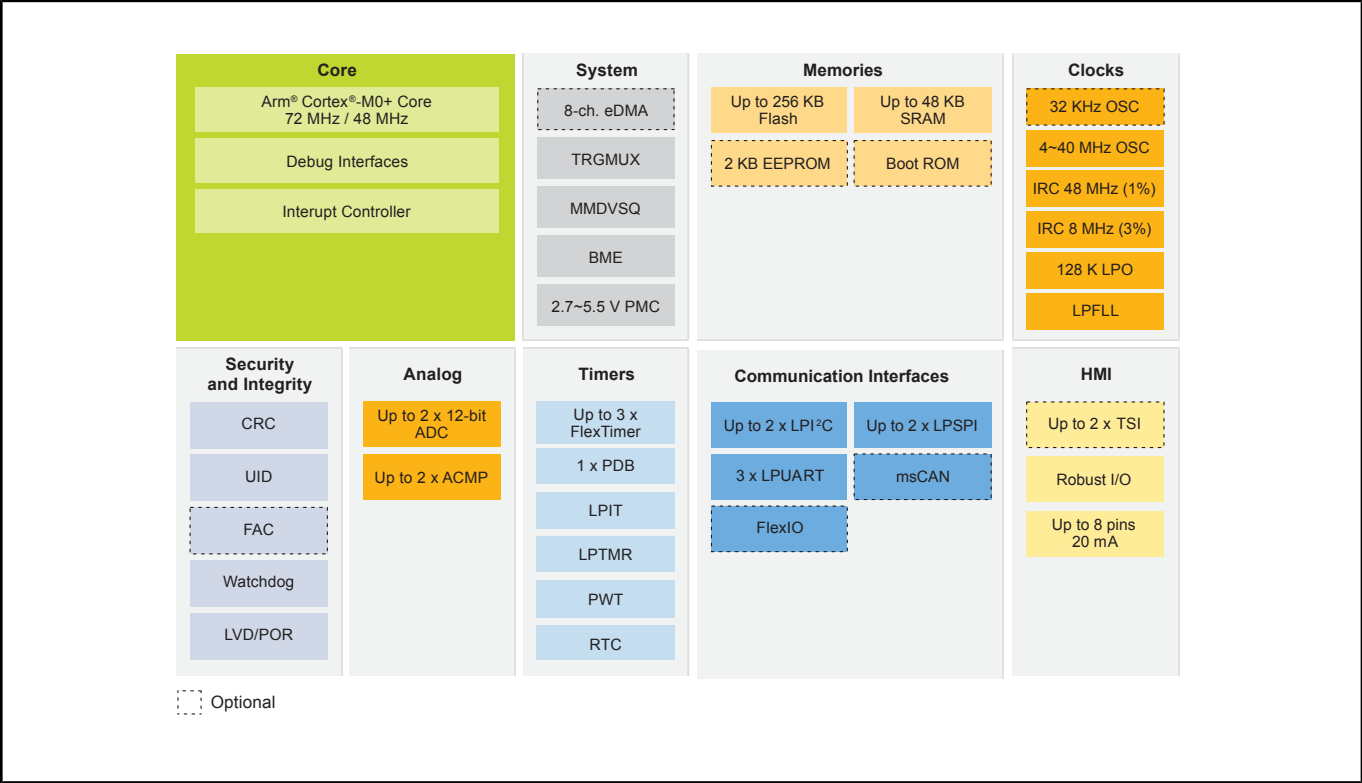 Core
Arm® Cortex®-M0+ Core
72 MHz / 48 MHz
Debug Interfaces
Interupt Controller
System
8-ch. eDMA
TRGMUX
MMDVSQ
BME
2.7~5.5 V PMC
Memories
Up to 256 KB
Flash
Up to 48 KB
SRAM
2 KB EEPROM
Boot ROM
Clocks
32 KHz OSC
4~40 MHz OSC
IRC 48 MHz (1%)
IRC 8 MHz (3%)
128 K LPO
LPFLL
Security
and Integrity
CRC
UID
FAC
Watchdog
LVD/POR
Analog
Up to 2 x 12-bit
ADC
Up to 2 x ACMP
Timers
Up to 3 x
FlexTimer
1 x PDB
LPIT
LPTMR
PWT
RTC
Communication Interfaces
Up to 2 x LPI²C
Up to 2 x LPSPI
3 x LPUART
msCAN
FlexIO
HMI
Up to 2 x TSI
Robust I/O
Up to 8 pins
20 mA
Optional